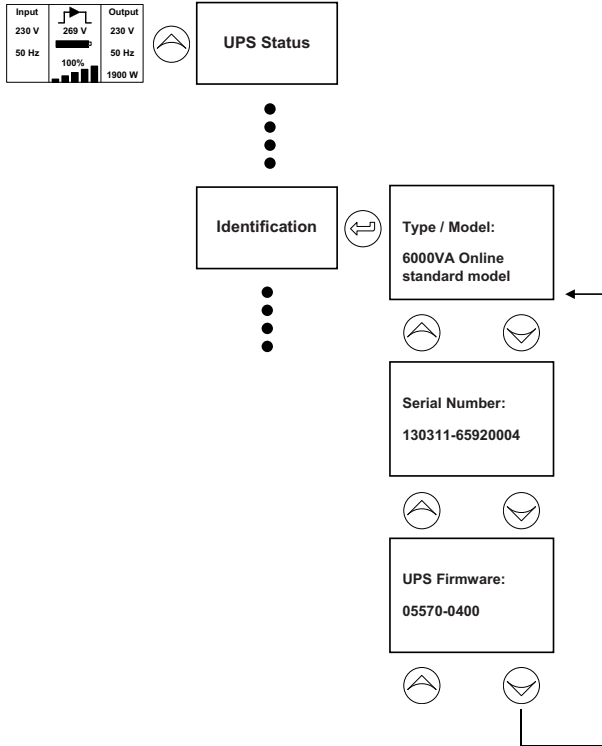 Input
230 V
50 Hz
269 V
100%
Output
230 V
50 Hz
1900 W
UPS Status
Identification
Type / Model:
6000VA Online
standard model
Serial Number:
130311-65920004
UPS Firmware:
05570-0400